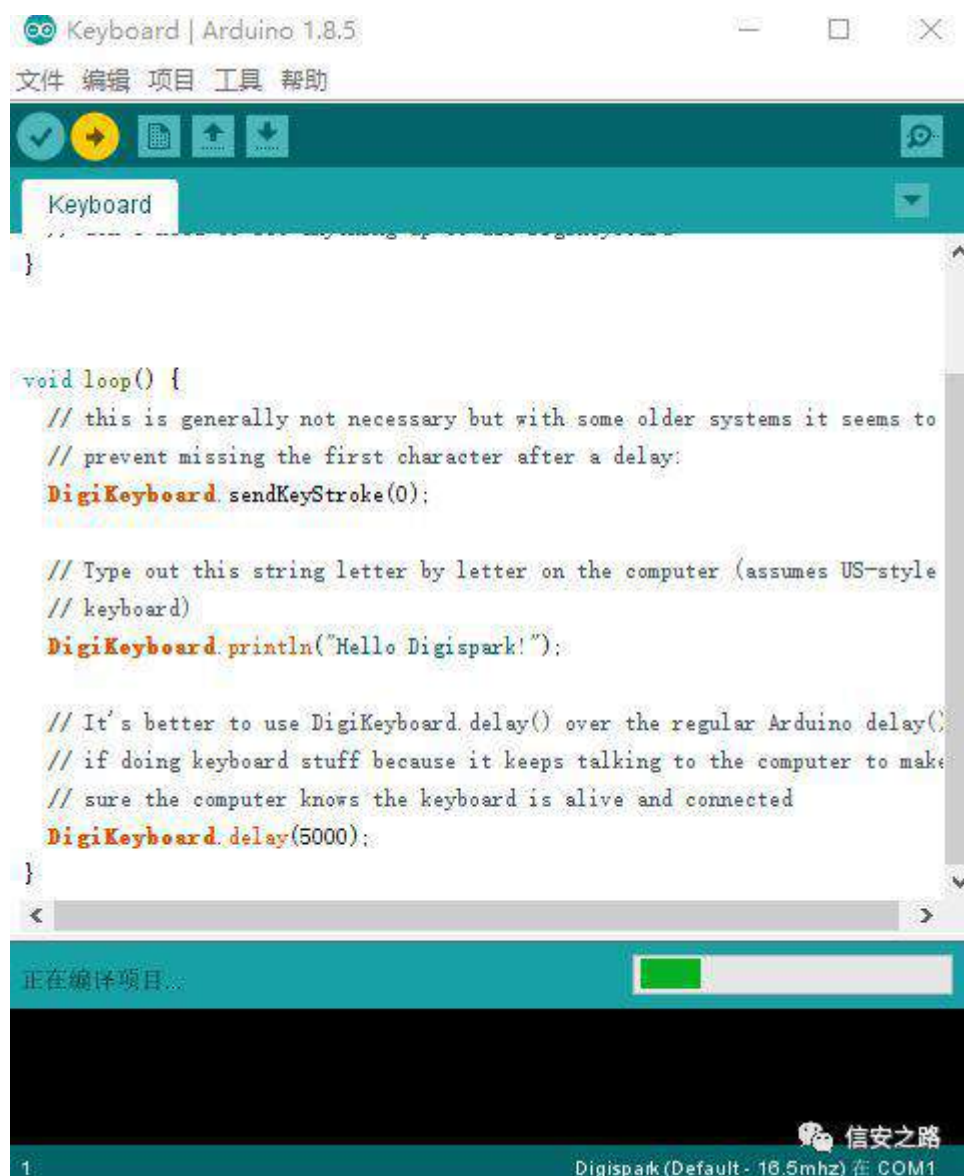 Keyboard | Arduino 1.8.5
文件 编辑 项目 工具 帮助
Keyboard
}
void loop() {
// this is generally not necessary but with some older systems it seems to
// prevent missing the first character after a delay:
DigiKeyboard.sendKeyStroke(0);
// Type out this string letter by letter on the computer (assumes US-style
// keyboard)
DigiKeyboard.println("Hello Digispark!");
// It's better to use DigiKeyboard.delay() over the regular Arduino delay()
// if doing keyboard stuff because it keeps talking to the computer to make
// sure the computer knows the keyboard is alive and connected
DigiKeyboard.delay(5000);
}
正在编译项目...
信安之路
1 Digispark (Default - 16.5mhz) 在 COM1